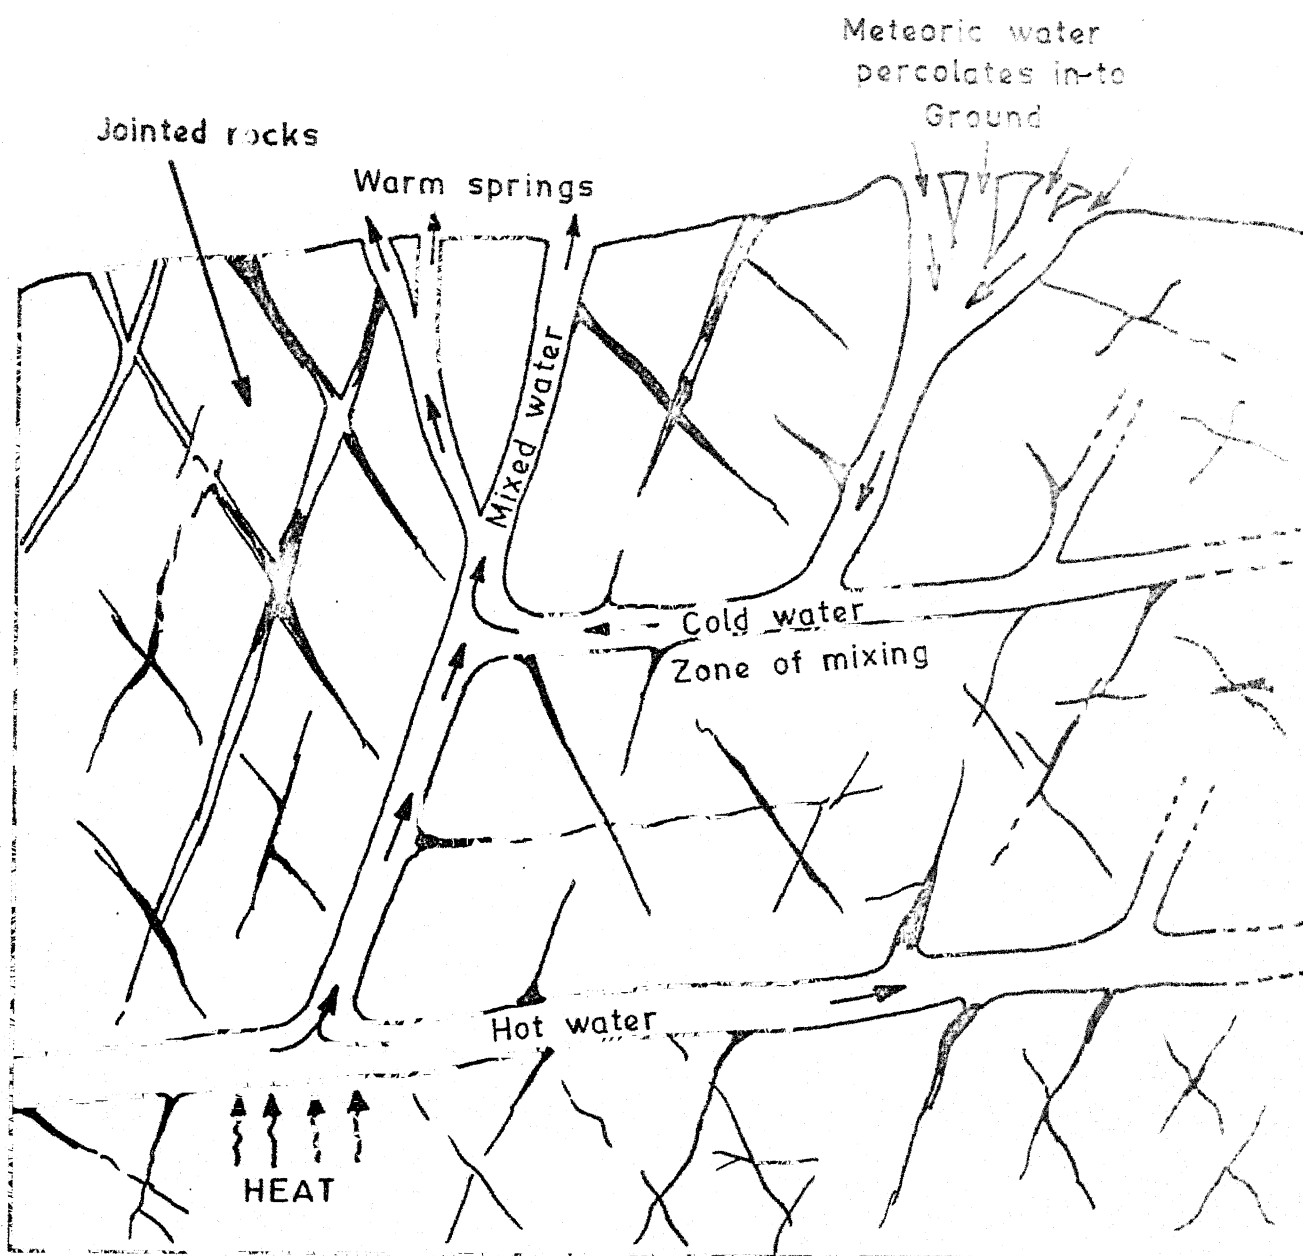 Meteoric water
percolates in-to
Ground
Jointed rocks
Warm springs
Mixed water
Cold water
Zone of mixing
Hot water
HEAT